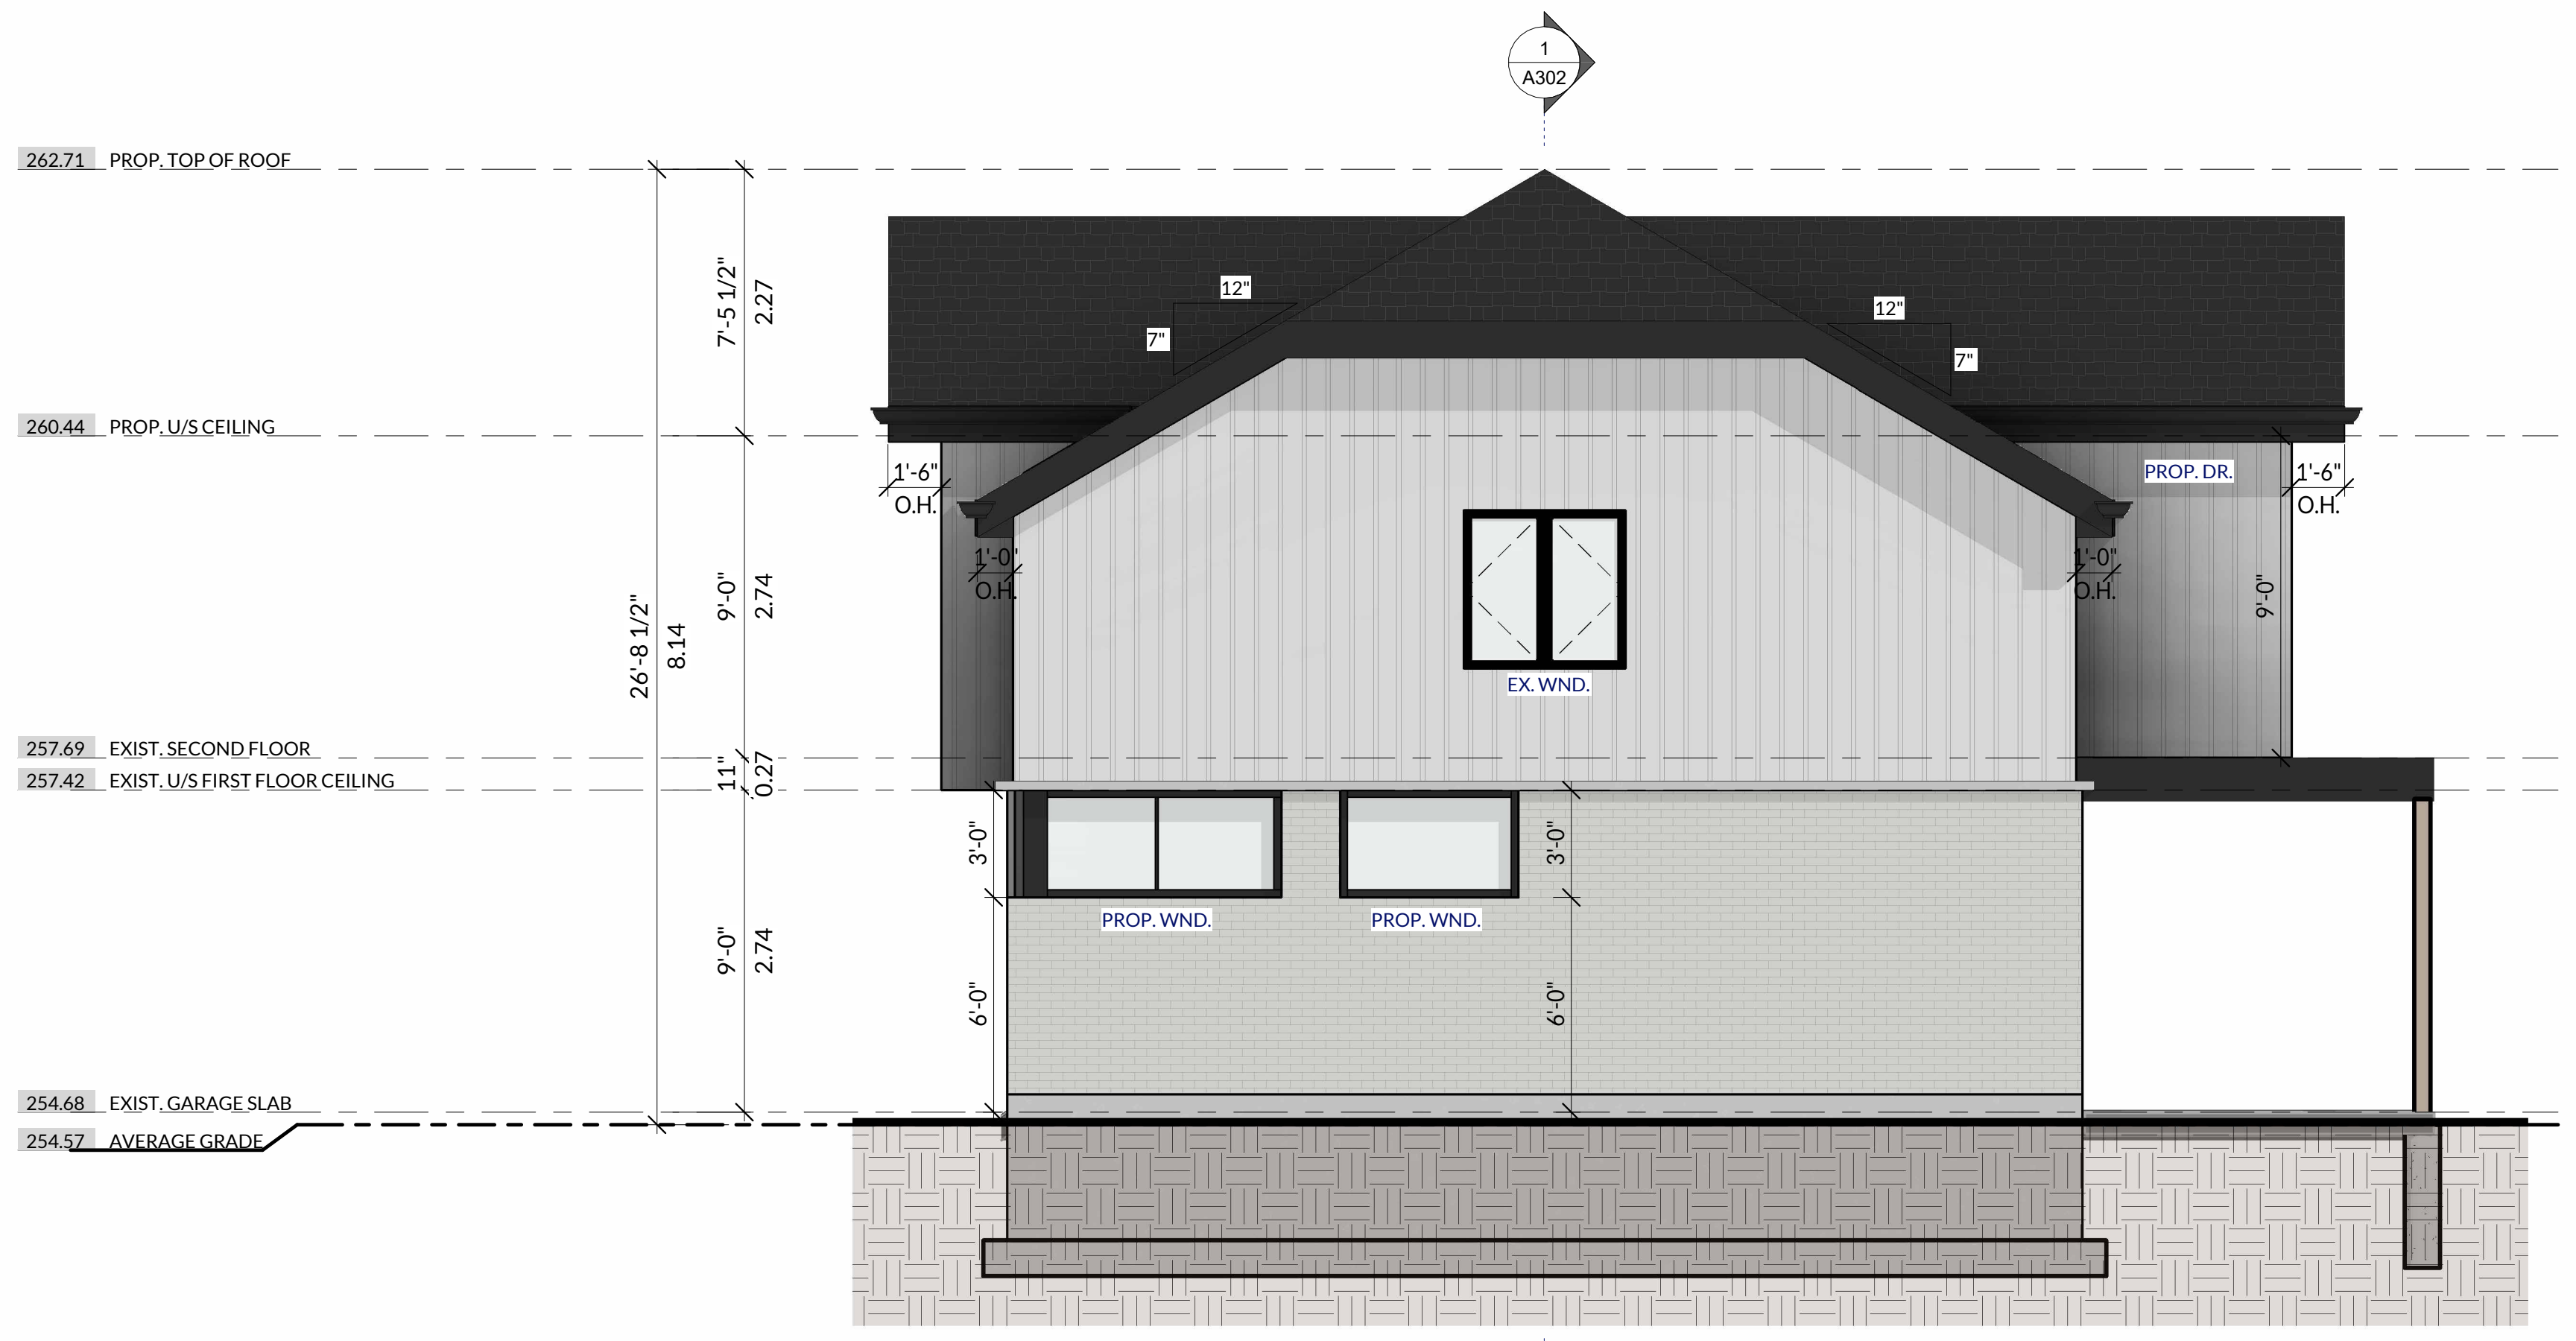 1
A302
262.71 PROP. TOP OF ROOF
7'-5 1/2"
2.27
12"
7"
12"
7"
260.44 PROP. U/S CEILING
1'-6"
O.H.
PROP. DR.
1'-6"
O.H.
1'-0"
O.H.
1'-0"
O.H.
9'-0"
2.74
9'-0"
26'-8 1/2"
8.14
EX. WND.
257.69 EXIST. SECOND FLOOR
11"
0.27
257.42 EXIST. U/S FIRST FLOOR CEILING
3'-0"
3'-0"
PROP. WND.
PROP. WND.
9'-0"
2.74
6'-0"
6'-0"
254.68 EXIST. GARAGE SLAB
254.57 AVERAGE GRADE